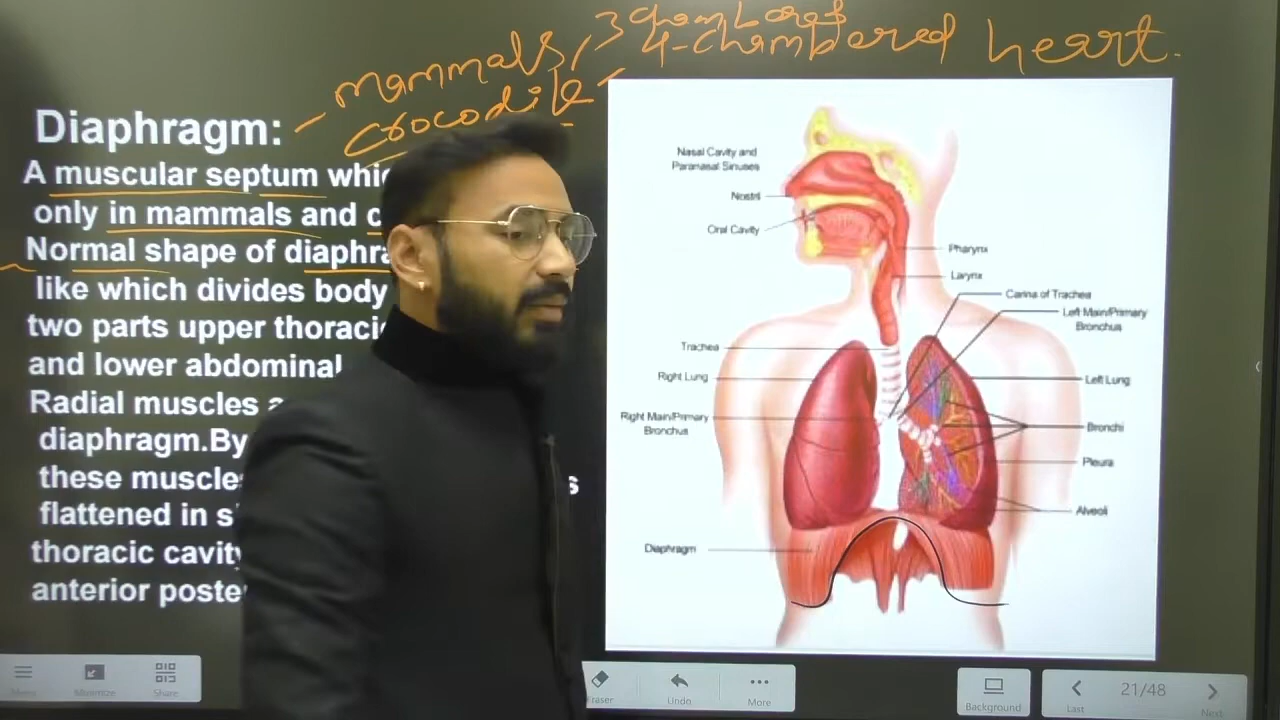 3 chambered
mammals, 4-chambered heart.
crocodile
Diaphragm:
A muscular septum whic
only in mammals and c
Normal shape of diaphra
like which divides body
two parts upper thoracic
and lower abdominal
Radial muscles a
diaphragm.By
these muscles
s
flattened in s
thoracic cavity
anterior poste
Nasal Cavity and
Paranasal Sinuses
Nostril
Oral Cavity
Pharynx
Larynx
Carina of Trachea
Left Main/Primary
Bronchus
Trachea
Right Lung
Left Lung
Right Main/Primary
Bronchus
Bronchi
Pleura
Alveoli
Diaphragm
Menu
Minimize
Share
Eraser
Undo
More
Background
Last
21/48
Next